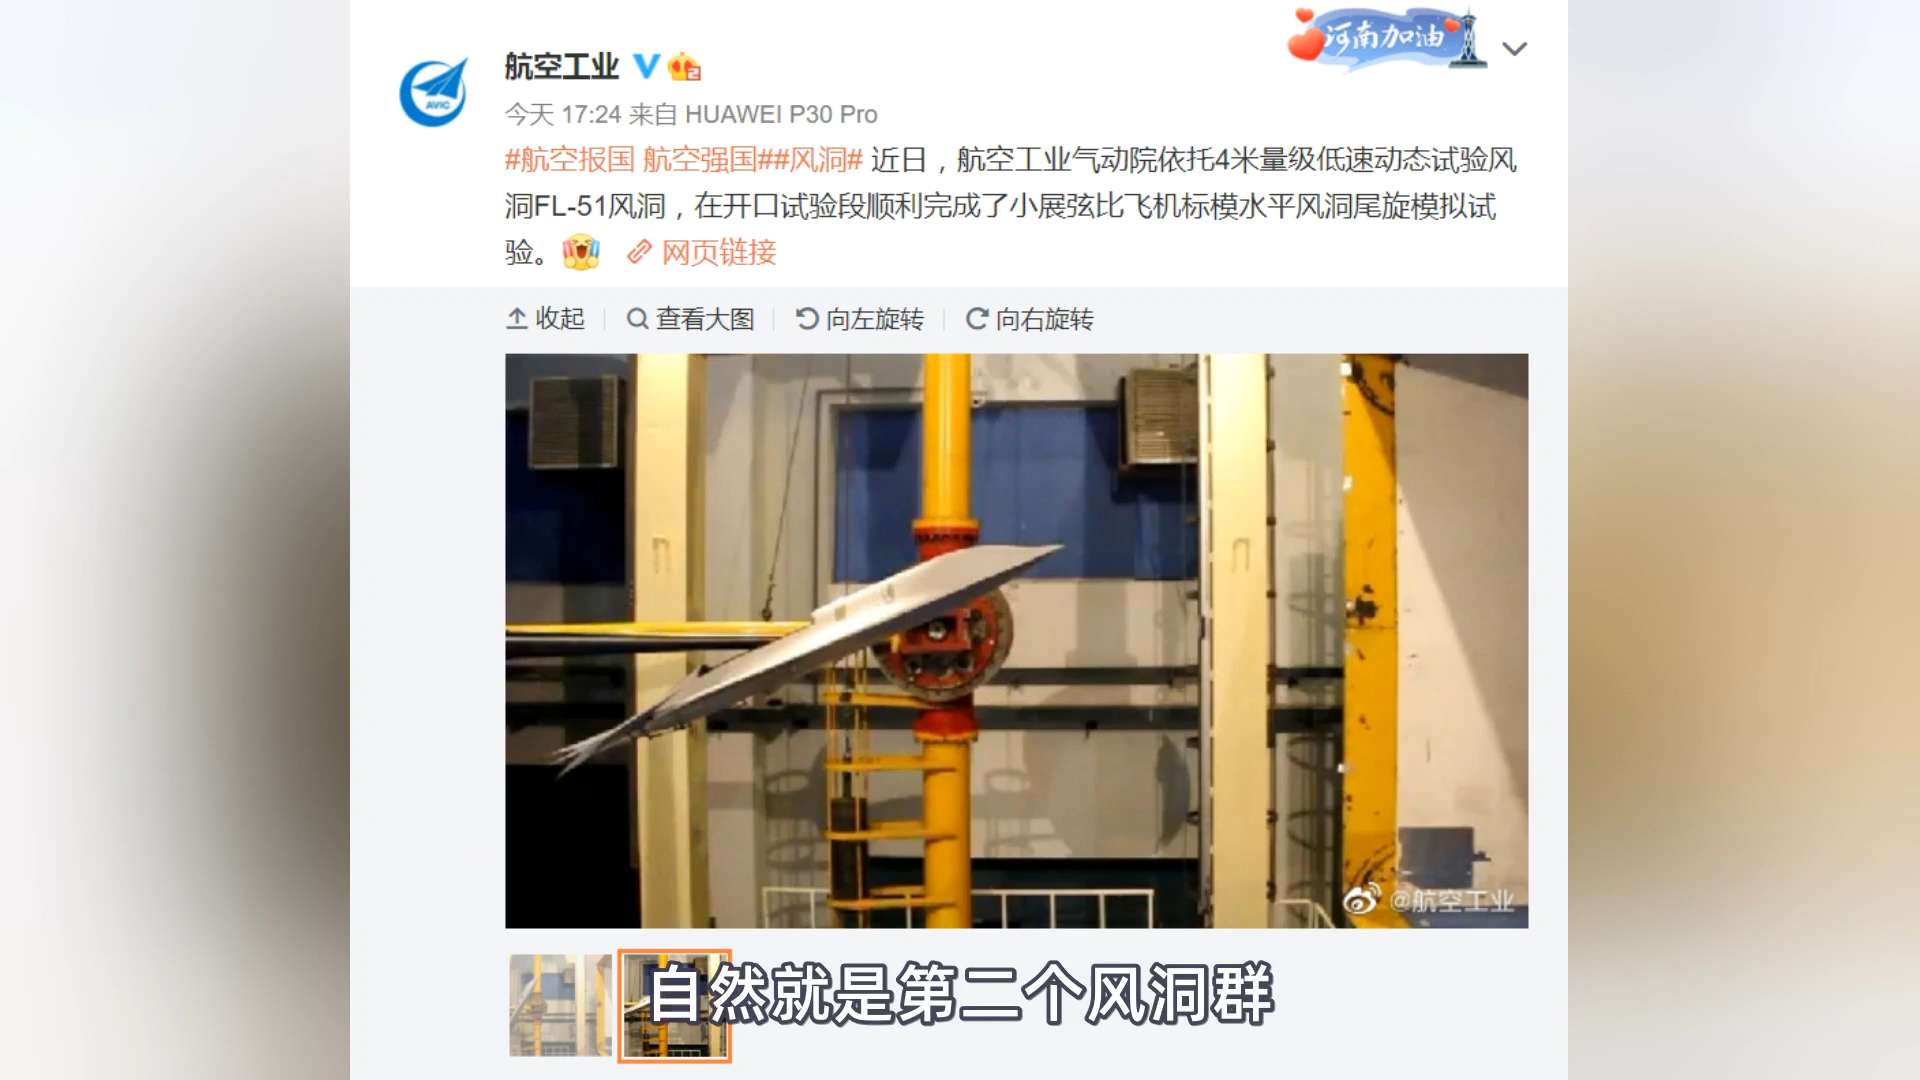 河南加油
航空工业
AVIC
今天 17:24 来自 HUAWEI P30 Pro
#航空报国 航空强国##风洞# 近日，航空工业气动院依托4米量级低速动态试验风
洞FL-51风洞，在开口试验段顺利完成了小展弦比飞机标模水平风洞尾旋模拟试
验。 网页链接
收起 查看大图 向左旋转 向右旋转
@航空工业
自然就是第二个风洞群